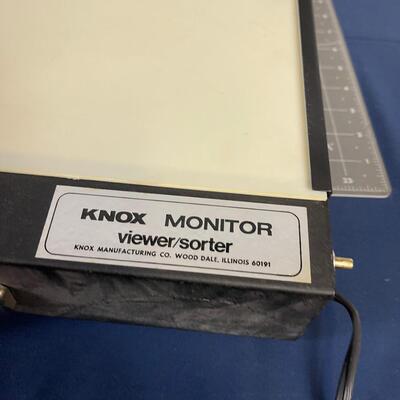 KNOX MONITOR
viewer/sorter
KNOX MANUFACTURING CO. WOOD DALE, ILLINOIS 60191